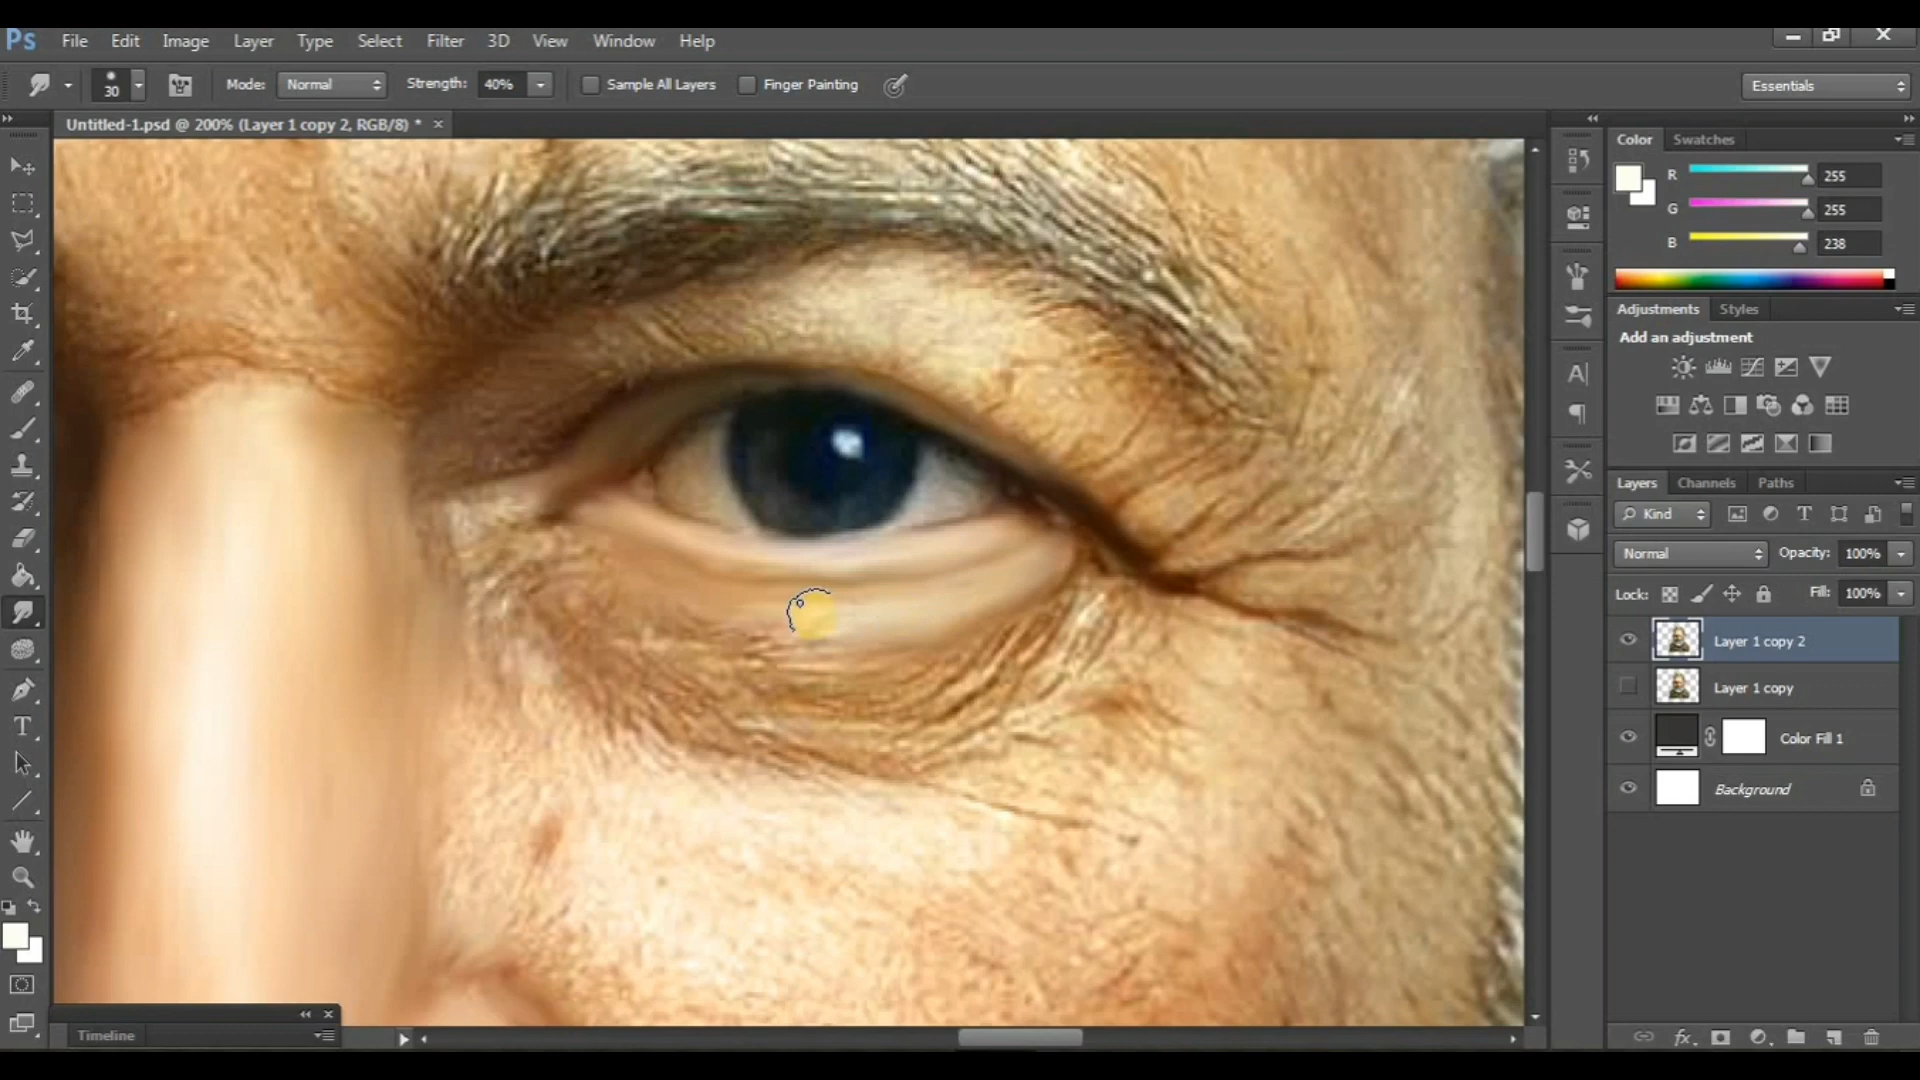 Ps File Edit Image Layer Type Select Filter 3D View Window Help
30 Mode: Normal Strength: 40% Sample All Layers Finger Painting Essentials
Untitled-1.psd @ 200% (Layer 1 copy 2, RGB/8) * ×
Color Swatches
R 255
G 255
B 238
Adjustments Styles
Add an adjustment
Layers Channels Paths
Kind
Normal Opacity: 100%
Lock: Fill: 100%
Layer 1 copy 2
Layer 1 copy
Color Fill 1
Background
Timeline